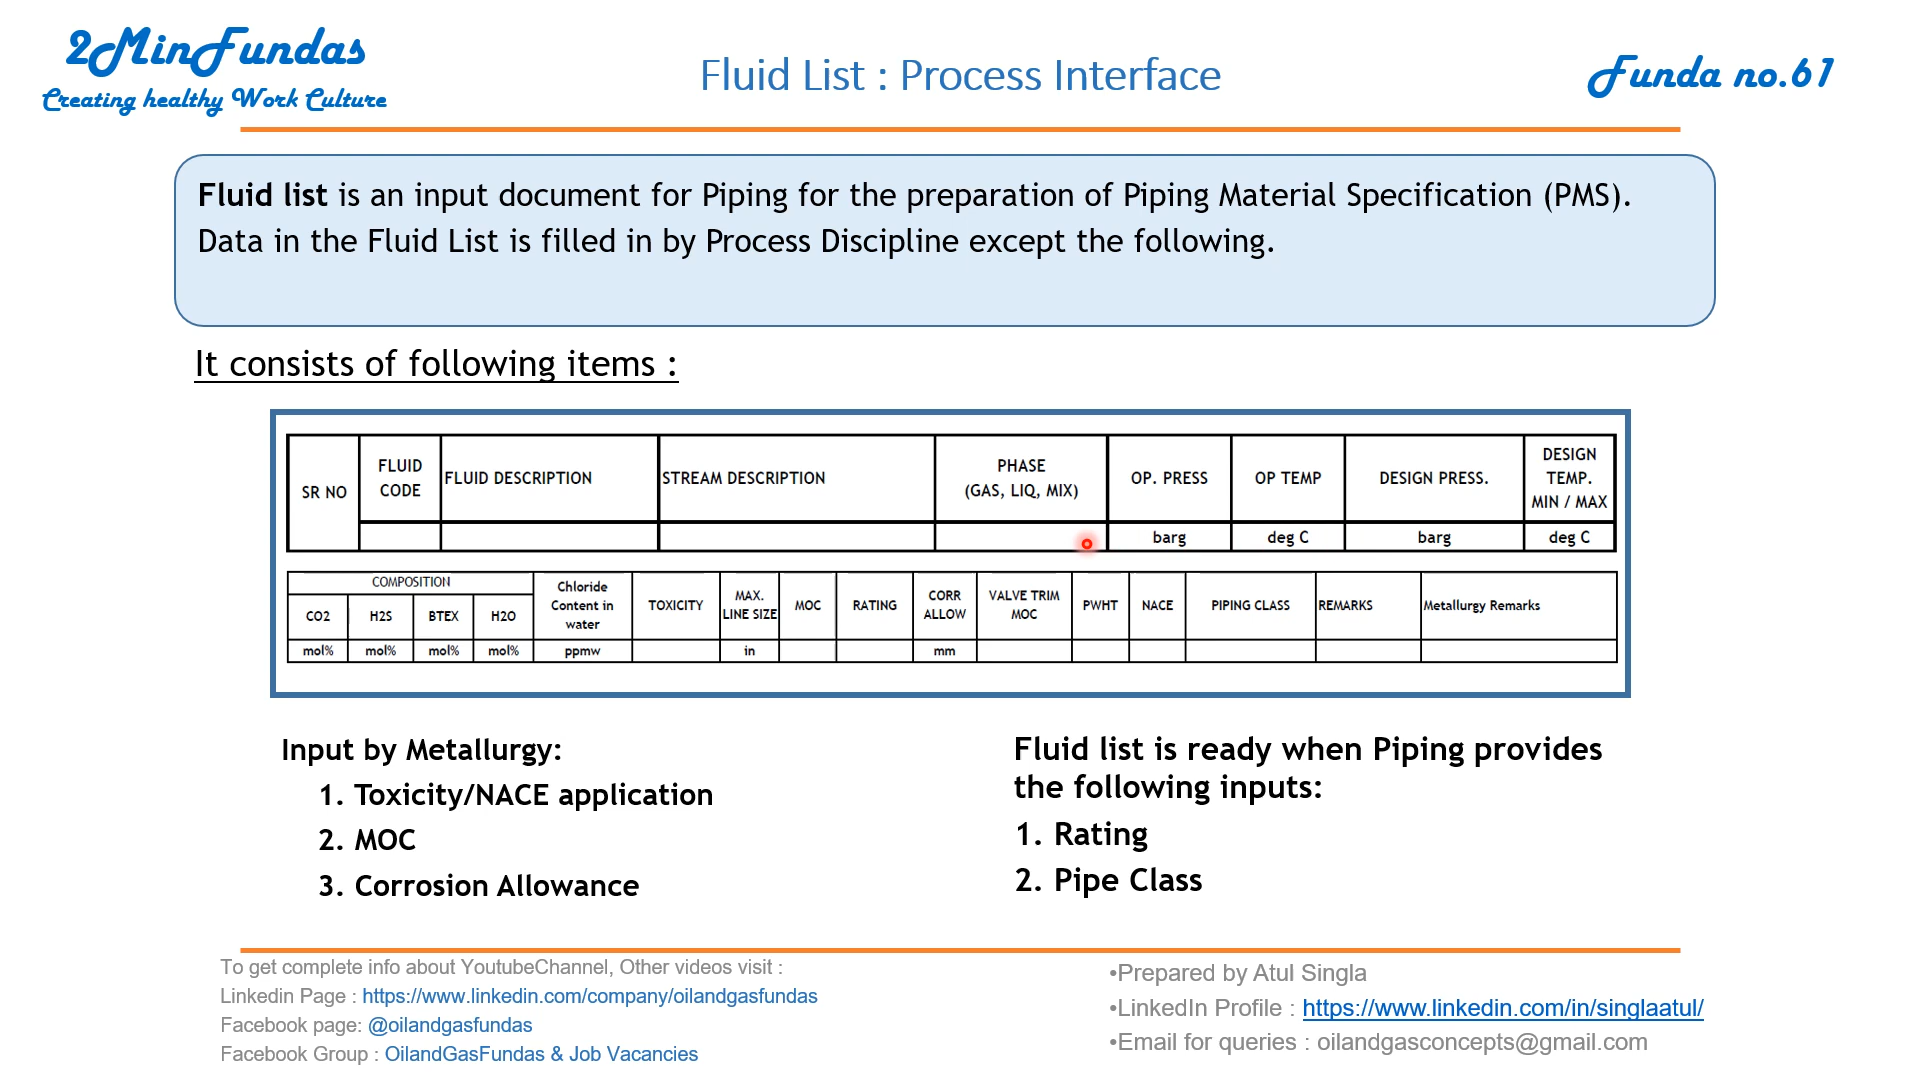 2MinFundas
Creating healthy Work Culture
Fluid List : Process Interface
Funda no.61
Fluid list is an input document for Piping for the preparation of Piping Material Specification (PMS).
Data in the Fluid List is filled in by Process Discipline except the following.
It consists of following items :
SR NO
FLUID
CODE
FLUID DESCRIPTION
STREAM DESCRIPTION
PHASE
(GAS, LIQ, MIX)
OP. PRESS
OP TEMP
DESIGN PRESS.
DESIGN
TEMP.
MIN / MAX
barg
deg C
barg
deg C
COMPOSITION
CO2
H2S
BTEX
H2O
Chloride
Content in
water
TOXICITY
MAX.
LINE SIZE
MOC
RATING
CORR
ALLOW
VALVE TRIM
MOC
PWHT
NACE
PIPING CLASS
REMARKS
Metallurgy Remarks
mol%
mol%
mol%
mol%
ppmw
in
mm
Input by Metallurgy:
1. Toxicity/NACE application
2. MOC
3. Corrosion Allowance
Fluid list is ready when Piping provides
the following inputs:
1. Rating
2. Pipe Class
To get complete info about YoutubeChannel, Other videos visit :
Linkedin Page : https://www.linkedin.com/company/oilandgasfundas
Facebook page: @oilandgasfundas
Facebook Group : OilandGasFundas & Job Vacancies
•Prepared by Atul Singla
•LinkedIn Profile : https://www.linkedin.com/in/singlaatul/
•Email for queries : oilandgasconcepts@gmail.com